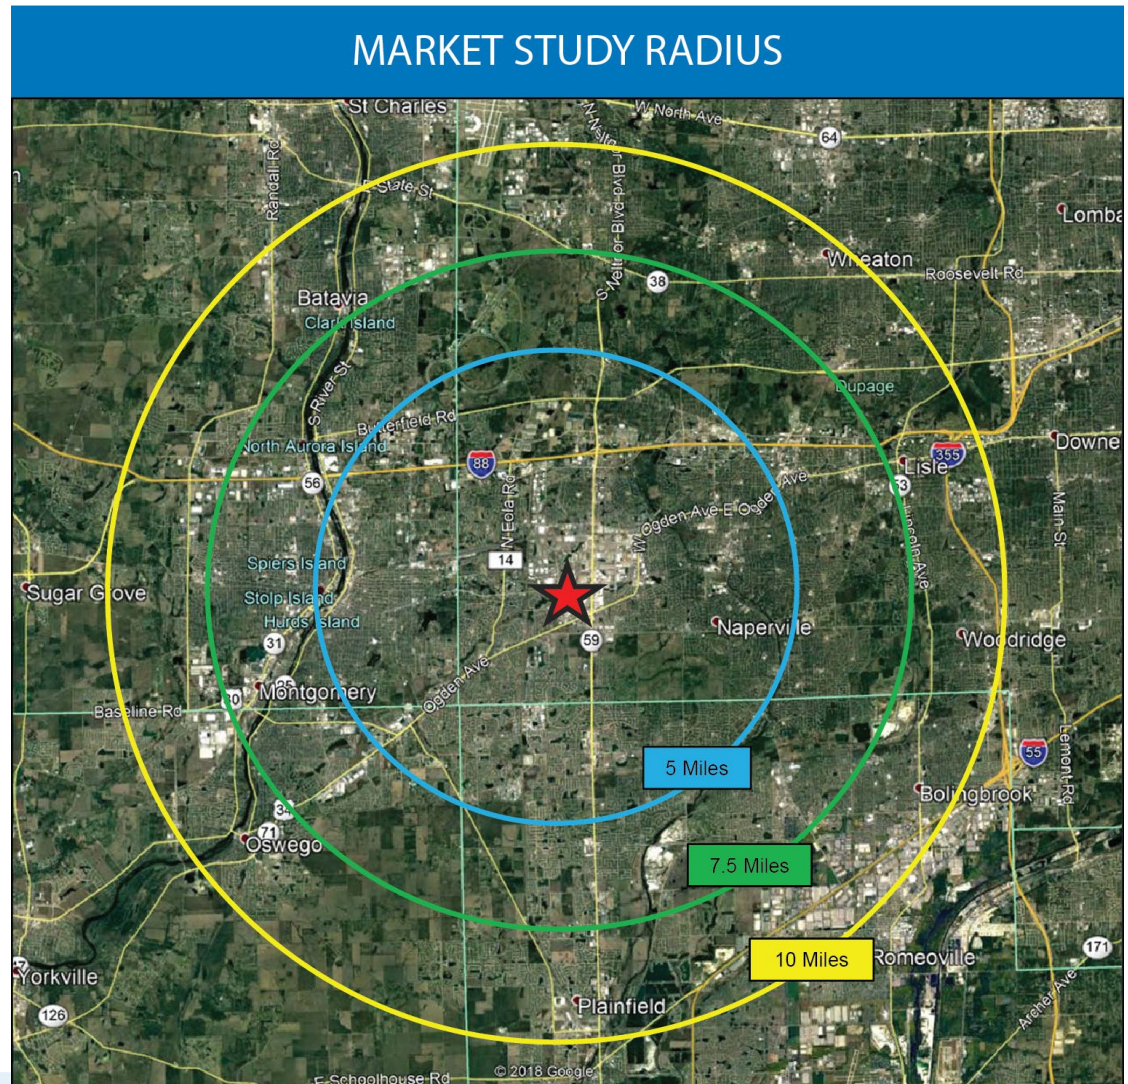 MARKET STUDY RADIUS
St Charles
W North Ave
64
Randall Rd
E State St
Lomba
Wheaton
38
Roosevelt Rd
Batavia
Clark Island
S River St
Dupage
Butterfield Rd
North Aurora Island
88
355
Downe
Lisle
56
53
N Eola Rd
W Ogden Ave
E Ogden Ave
Main St
Lincoln Ave
14
Spiers Island
Sugar Grove
Stolp Island
Hurds Island
Naperville
31
59
Woodridge
Montgomery
Ogden Ave
Baseline Rd
Lemont Rd
55
5 Miles
Bolingbrook
34
71
Oswego
7.5 Miles
171
10 Miles
Romeoville
Yorkville
Plainfield
126
Archer Ave
© 2018 Google
E Schoolhouse Rd